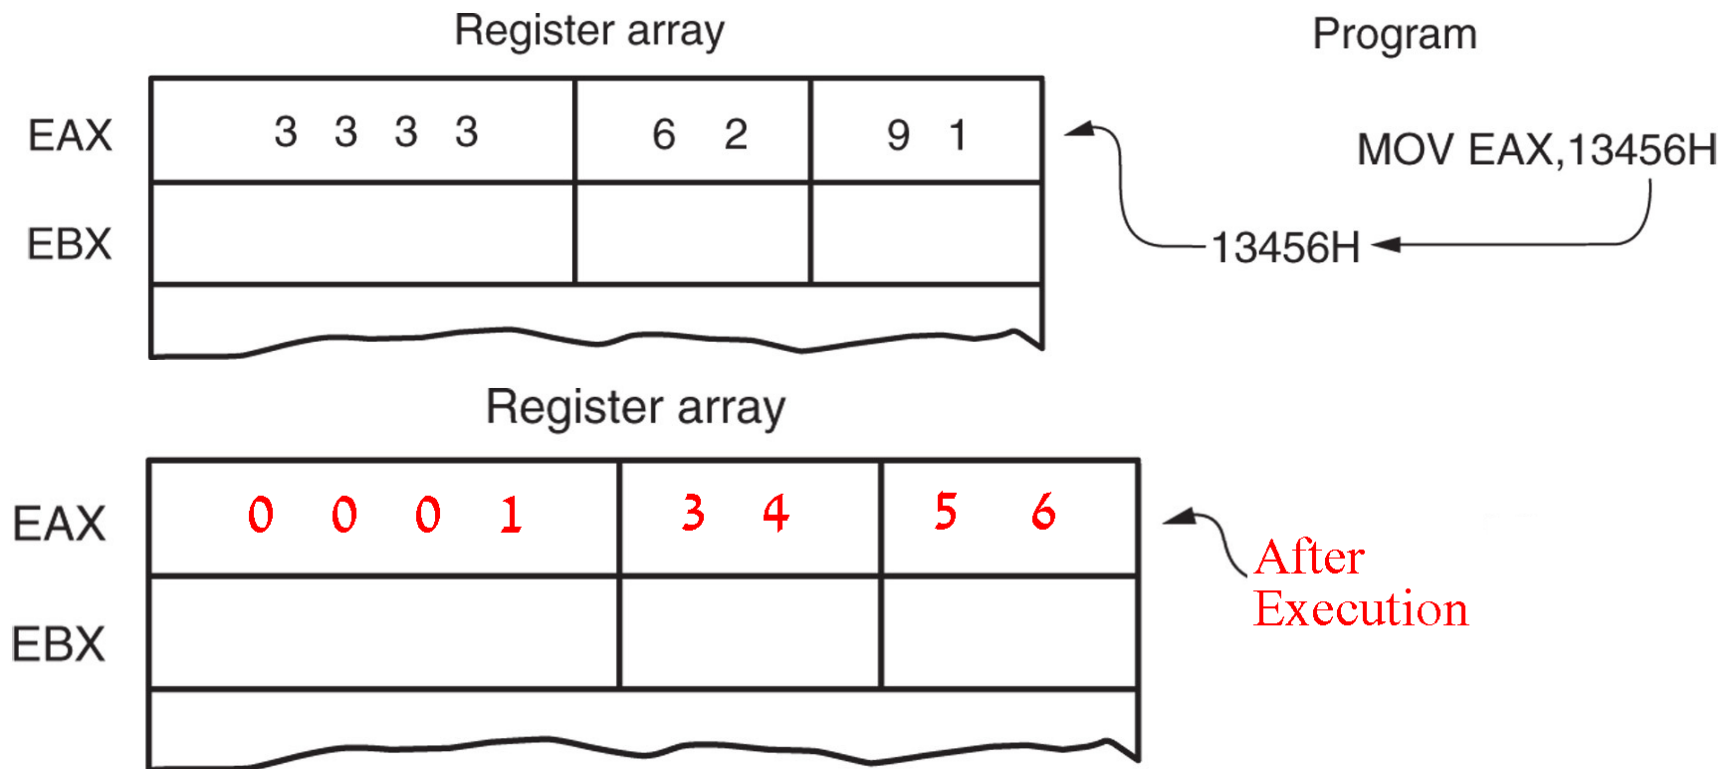 Register array
Program
EAX 3 3 3 3 6 2 9 1
MOV EAX,13456H
EBX
13456H
Register array
EAX 0 0 0 1 3 4 5 6
After
Execution
EBX